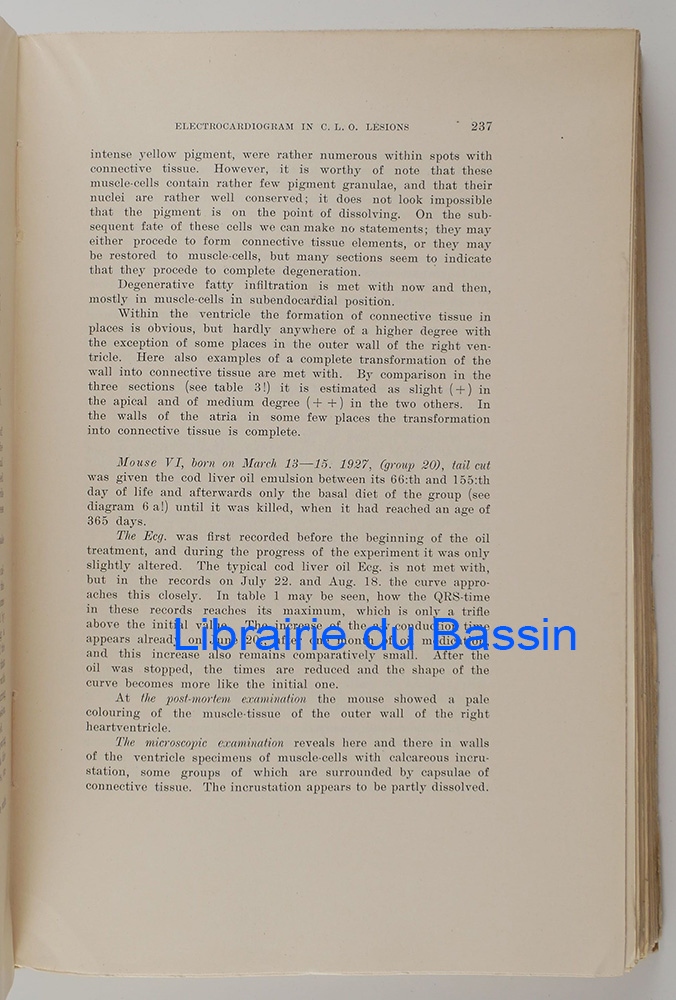 ELECTROCARDIOGRAM IN C. L. O. LESIONS 237
intense yellow pigment, were rather numerous within spots with
connective tissue. However, it is worthy of note that these
muscle-cells contain rather few pigment granulae, and that their
nuclei are rather well conserved; it does not look impossible
that the pigment is on the point of dissolving. On the sub-
sequent fate of these cells we can make no statements; they may
either procede to form connective tissue elements, or they may
be restored to muscle-cells, but many sections seem to indicate
that they procede to complete degeneration.
Degenerative fatty infiltration is met with now and then,
mostly in muscle-cells in subendocardial position.
Within the ventricle the formation of connective tissue in
places is obvious, but hardly anywhere of a higher degree with
the exception of some places in the outer wall of the right ven-
tricle. Here also examples of a complete transformation of the
wall into connective tissue are met with. By comparison in the
three sections (see table 3!) it is estimated as slight (+) in
the apical and of medium degree (+ +) in the two others. In
the walls of the atria in some few places the transformation
into connective tissue is complete.
Mouse VI, born on March 13—15. 1927, (group 20), tail cut
was given the cod liver oil emulsion between its 66:th and 155:th
day of life and afterwards only the basal diet of the group (see
diagram 6 a!) until it was killed, when it had reached an age of
365 days.
The Ecg. was first recorded before the beginning of the oil
treatment, and during the progress of the experiment it was only
slightly altered. The typical cod liver oil Ecg. is not met with,
but in the records on July 22. and Aug. 18. the curve appro-
aches this closely. In table 1 may be seen, how the QRS-time
in these records reaches its maximum, which is only a trifle
above the initial value. The increase of the conduction time
appears already on June 20. after one month of medication
and this increase also remains comparatively small. After the
oil was stopped, the times are reduced and the shape of the
curve becomes more like the initial one.
At the post-mortem examination the mouse showed a pale
colouring of the muscle-tissue of the outer wall of the right
heartventricle.
The microscopic examination reveals here and there in walls
of the ventricle specimens of muscle-cells with calcareous incru-
station, some groups of which are surrounded by capsulae of
connective tissue. The incrustation appears to be partly dissolved.
Librairie du Bassin